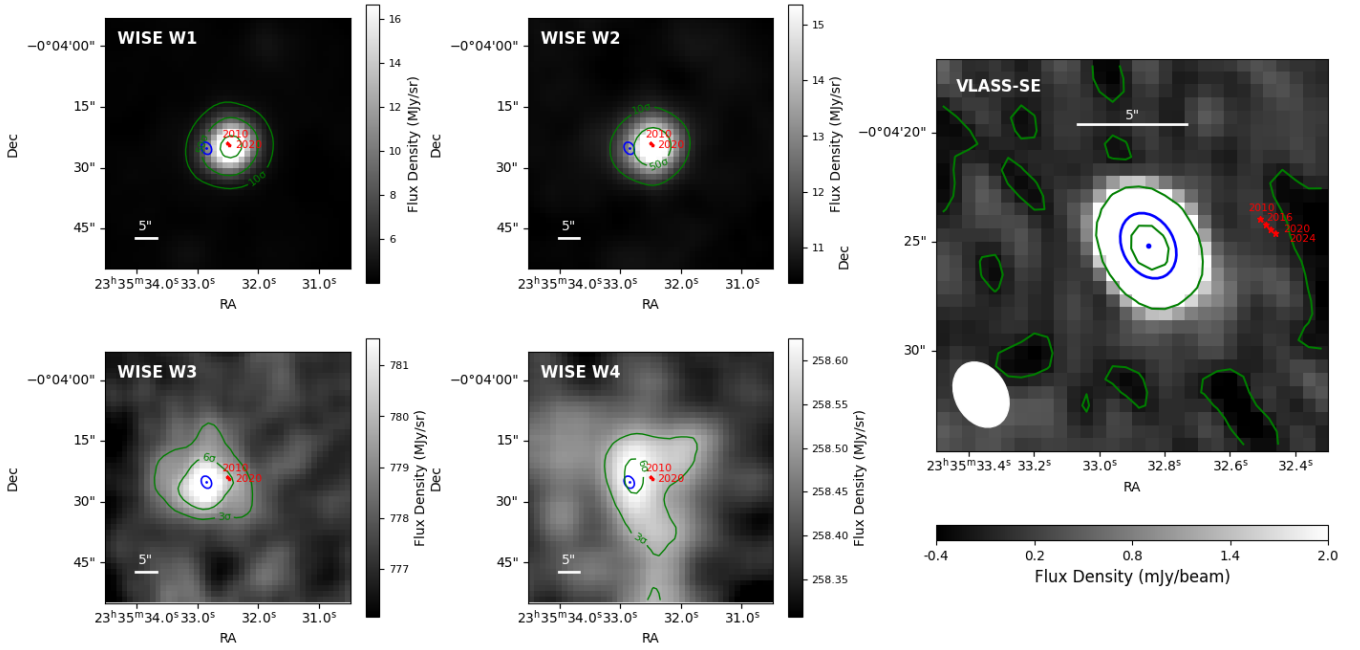 WISE W1
2010
2020
10σ
5"
−0°04′00″
15"
30"
45"
Dec
23ʰ35ᵐ34.0ˢ 33.0ˢ 32.0ˢ 31.0ˢ
RA
16
14
12
10
8
6
Flux Density (MJy/sr)
WISE W2
10σ
2010
2020
50σ
5"
−0°04′00″
15"
30"
45"
Dec
23ʰ35ᵐ34.0ˢ 33.0ˢ 32.0ˢ 31.0ˢ
RA
15
14
13
12
11
Flux Density (MJy/sr)
WISE W3
6σ
2010
2020
3σ
5"
−0°04′00″
15"
30"
45"
Dec
23ʰ35ᵐ34.0ˢ 33.0ˢ 32.0ˢ 31.0ˢ
RA
781
780
779
778
777
Flux Density (MJy/sr)
WISE W4
6σ
2010
2020
3σ
5"
−0°04′00″
15"
30"
45"
Dec
23ʰ35ᵐ34.0ˢ 33.0ˢ 32.0ˢ 31.0ˢ
RA
258.60
258.55
258.50
258.45
258.40
258.35
Flux Density (MJy/sr)
VLASS-SE
5"
2010
2020
2024
−0°04′20″
25"
30"
Dec
23ʰ35ᵐ33.4ˢ 33.2ˢ 33.0ˢ 32.8ˢ 32.6ˢ 32.4ˢ
RA
-0.4 0.2 0.8 1.4 2.0
Flux Density (mJy/beam)